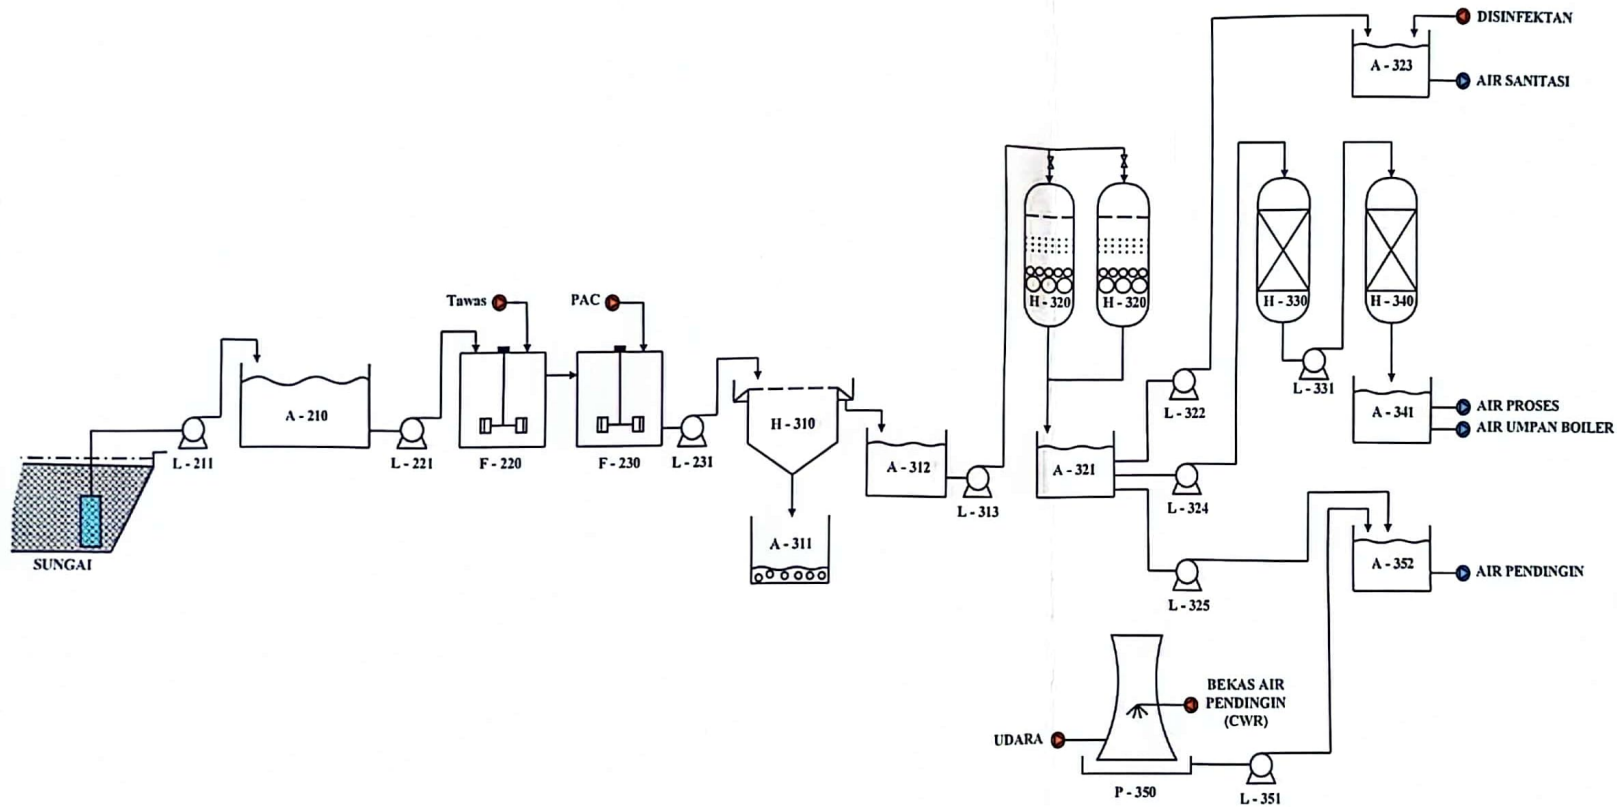 DISINFEKTAN
A - 323
AIR SANITASI
H - 320
H - 320
H - 330
H - 340
Tawas
PAC
L - 331
L - 322
A - 341
AIR PROSES
AIR UMPAN BOILER
A - 210
H - 310
L - 211
L - 221
F - 220
F - 230
L - 231
A - 312
L - 313
A - 321
L - 324
A - 311
SUNGAI
A - 352
AIR PENDINGIN
L - 325
BEKAS AIR
PENDINGIN
(CWR)
UDARA
P - 350
L - 351